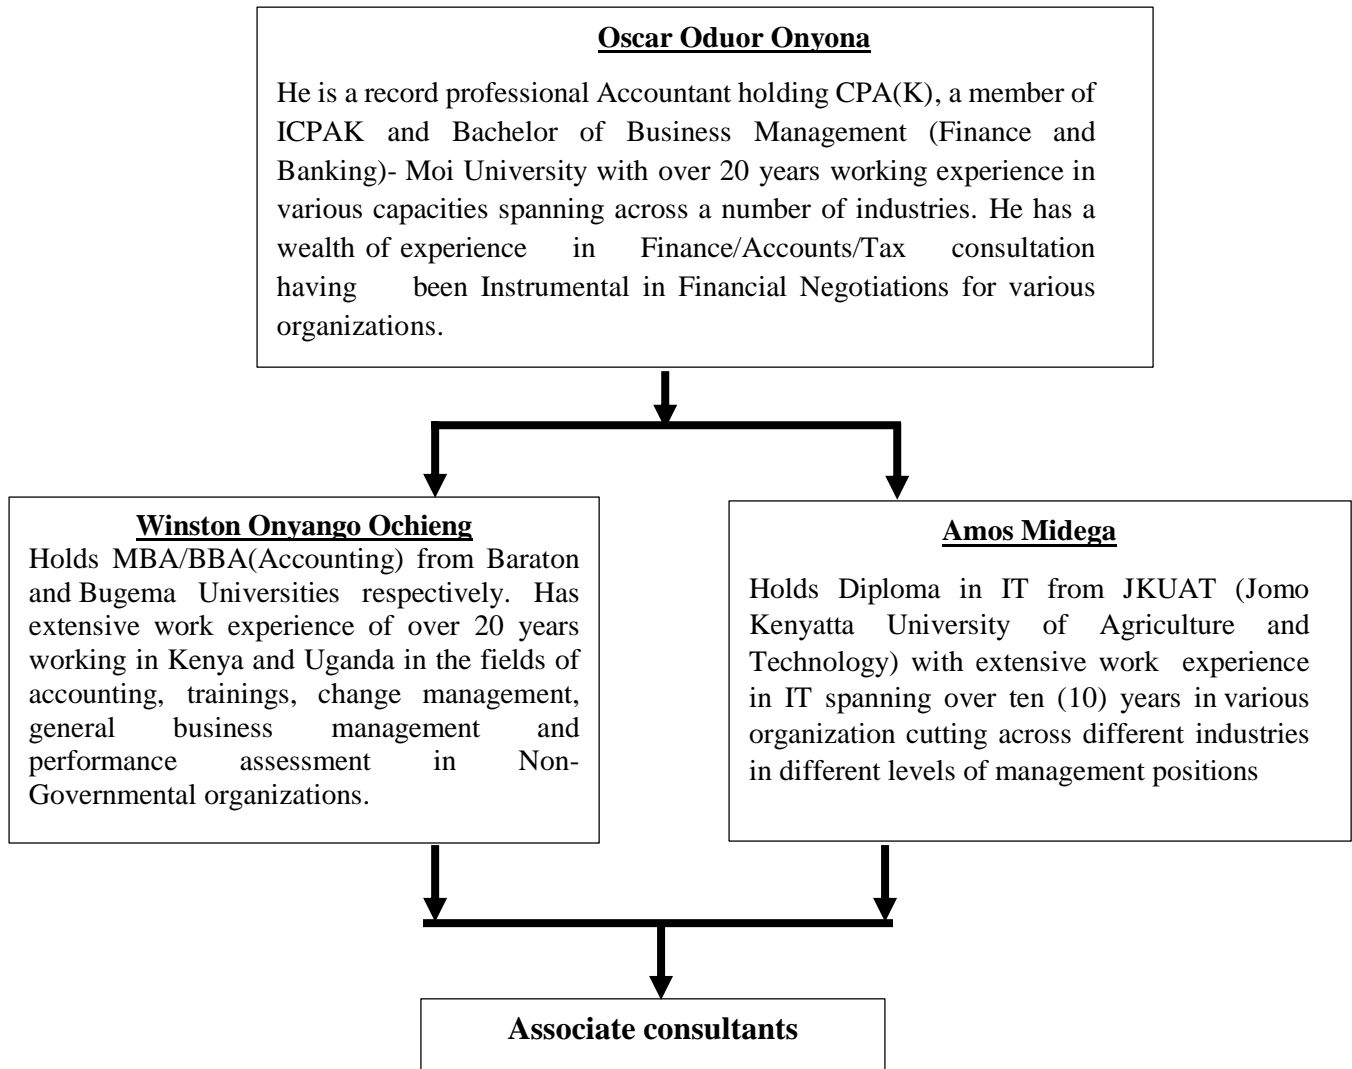 Oscar Oduor Onyona
He is a record professional Accountant holding CPA(K), a member of
ICPAK and Bachelor of Business Management (Finance and
Banking)- Moi University with over 20 years working experience in
various capacities spanning across a number of industries. He has a
wealth of experience in Finance/Accounts/Tax consultation
having been Instrumental in Financial Negotiations for various
organizations.
Winston Onyango Ochieng
Holds MBA/BBA(Accounting) from Baraton
and Bugema Universities respectively. Has
extensive work experience of over 20 years
working in Kenya and Uganda in the fields of
accounting, trainings, change management,
general business management and
performance assessment in Non-
Governmental organizations.
Amos Midega
Holds Diploma in IT from JKUAT (Jomo
Kenyatta University of Agriculture and
Technology) with extensive work experience
in IT spanning over ten (10) years in various
organization cutting across different industries
in different levels of management positions
Associate consultants